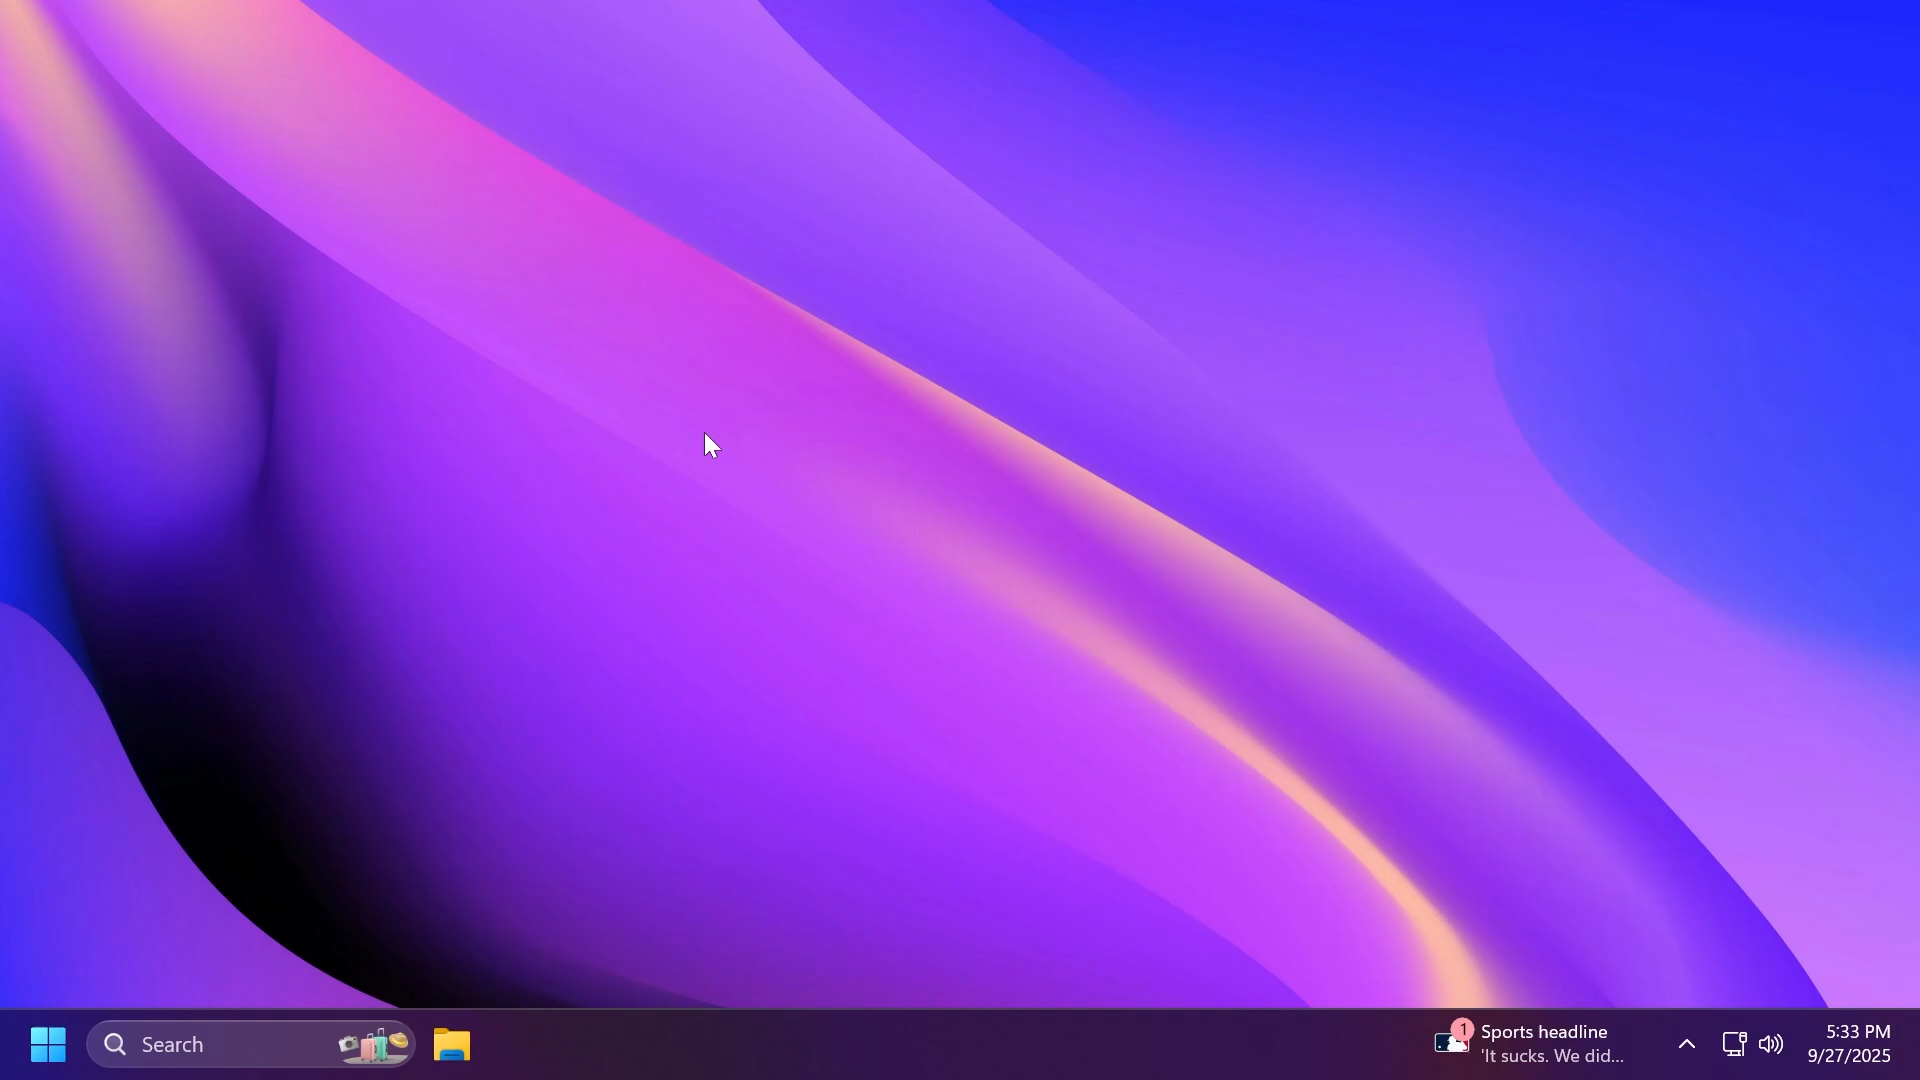 Search
1
Sports headline
'It sucks. We did...
5:33 PM
9/27/2025